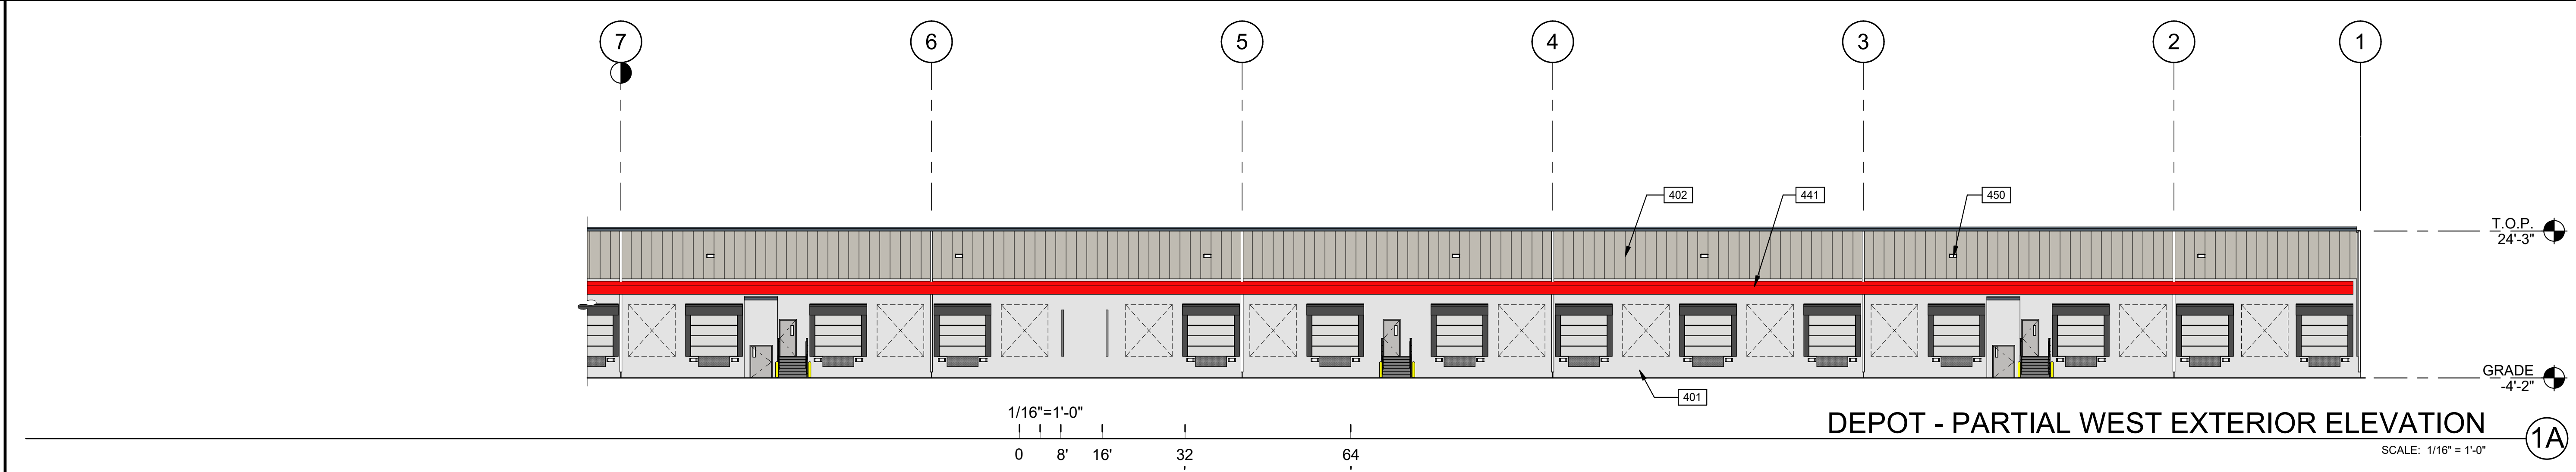 7
6
5
4
3
2
1
402
441
450
T.O.P.
24'-3"
GRADE
-4'-2"
401
1/16"=1'-0"
0 8' 16' 32 64
' '
DEPOT - PARTIAL WEST EXTERIOR ELEVATION
1A
SCALE: 1/16" = 1'-0"